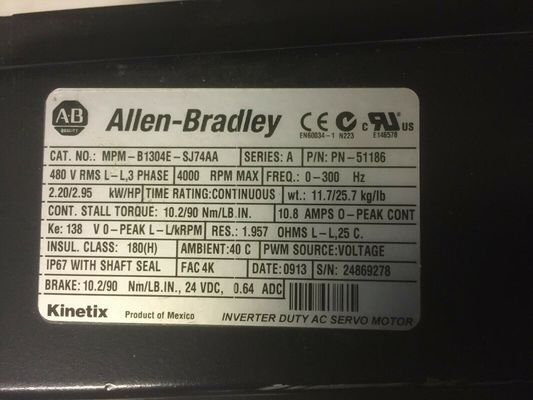 AB
QUALITY
Allen-Bradley
CE
EN60034-1 N223
c RU US
E146578
CAT. NO.: MPM-B1304E-SJ74AA SERIES: A P/N: PN-51186
480 V RMS L-L,3 PHASE 4000 RPM MAX FREQ.: 0-300 Hz
2.20/2.95 kW/HP TIME RATING:CONTINUOUS wt.: 11.7/25.7 kg/lb
CONT. STALL TORQUE: 10.2/90 Nm/LB.IN. 10.8 AMPS 0-PEAK CONT
Ke: 138 V 0-PEAK L-L/kRPM RES.: 1.957 OHMS L-L,25 C.
INSUL. CLASS: 180(H) AMBIENT:40 C PWM SOURCE:VOLTAGE
IP67 WITH SHAFT SEAL FAC 4K DATE: 0913 S/N: 24869278
BRAKE: 10.2/90 Nm/LB.IN., 24 VDC, 0.64 ADC
Kinetix Product of Mexico INVERTER DUTY AC SERVO MOTOR